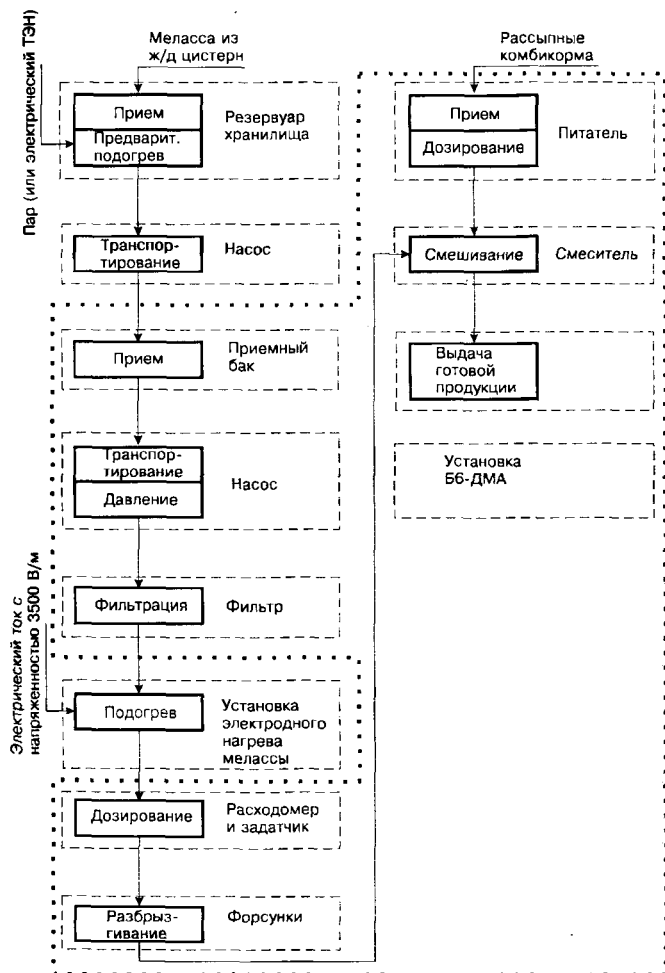 Меласса из
ж/д цистерн
Пар (или электрический ТЭН)
Прием
Предварит.
подогрев
Резервуар
хранилища
Транспор-
тирование
Насос
Прием
Приемный
бак
Транспор-
тирование
Давление
Насос
Фильтрация
Фильтр
Электрический ток с
напряженностью 3500 В/м
Подогрев
Установка
электродного
нагрева
мелассы
Дозирование
Расходомер
и задатчик
Разбрыз-
гивание
Форсунки
Рассыпные
комбикорма
Прием
Дозирование
Питатель
Смешивание
Смеситель
Выдача
готовой
продукции
Установка
Б6-ДМА